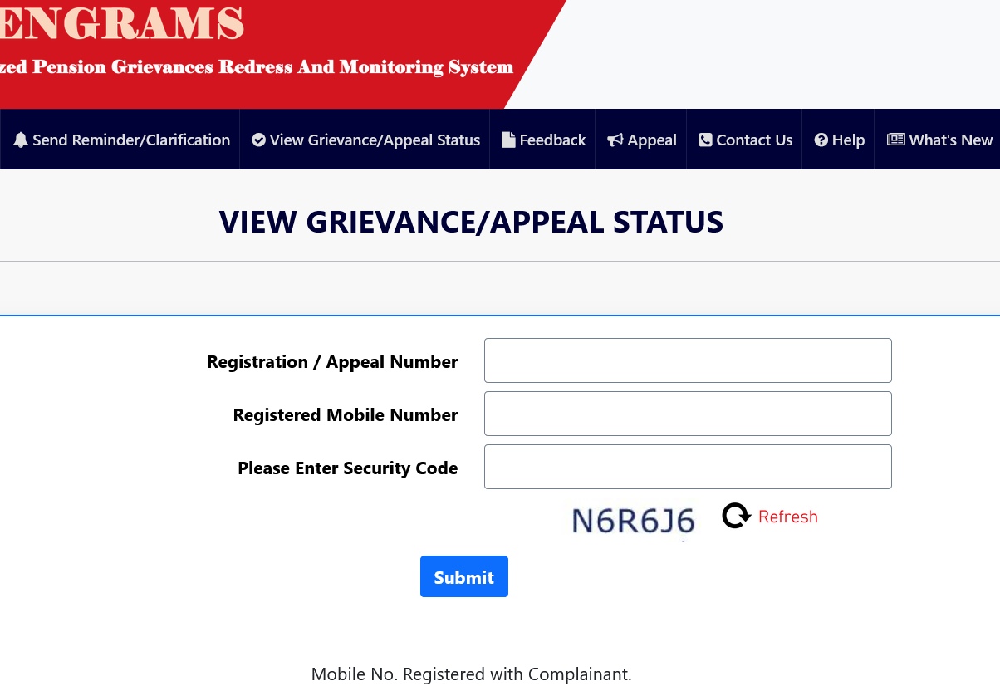 ENGRAMS
zed Pension Grievances Redress And Monitoring System
Send Reminder/Clarification View Grievance/Appeal Status Feedback Appeal Contact Us Help What's New
VIEW GRIEVANCE/APPEAL STATUS
Registration / Appeal Number
Registered Mobile Number
Please Enter Security Code
N6R6J6 Refresh
Submit
Mobile No. Registered with Complainant.